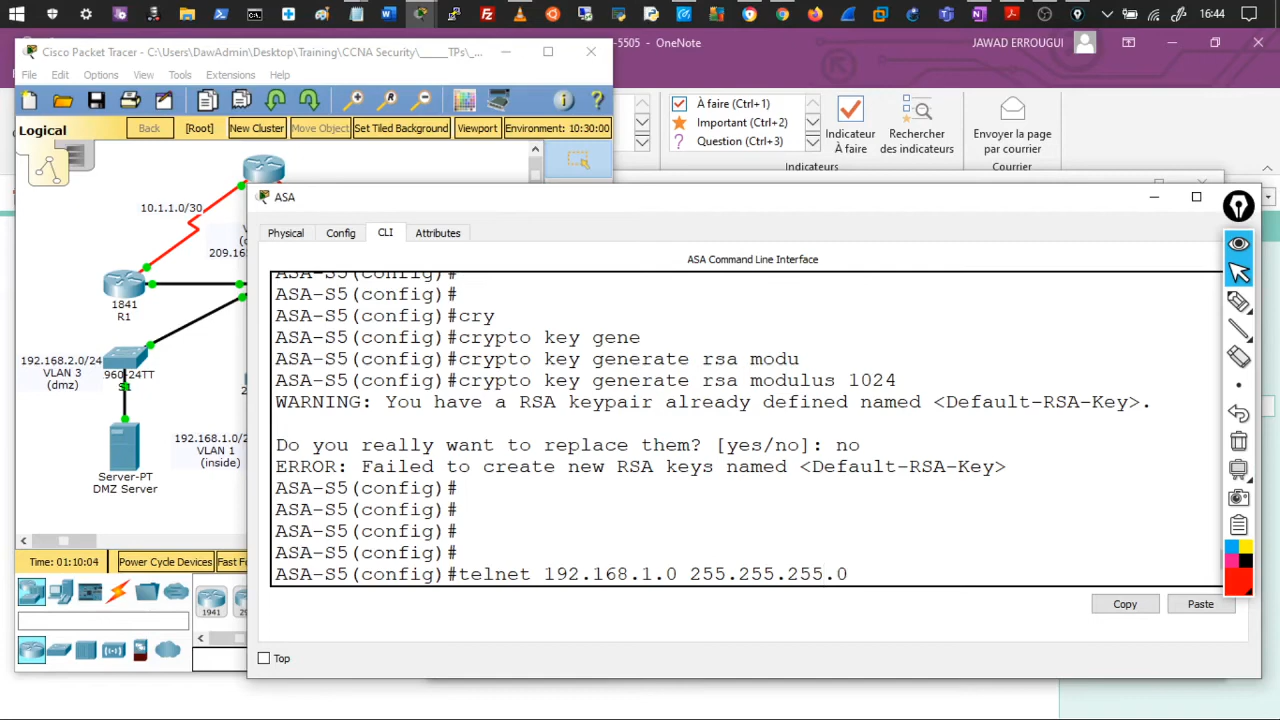 16:44
Cisco Packet Tracer - C:\Users\DawAdmin\Desktop\Training\CCNA Security\_____TPs\_...
-5505 - OneNote
JAWAD ERROUGUI
File Edit Options View Tools Extensions Help
À faire (Ctrl+1)
Important (Ctrl+2)
Question (Ctrl+3)
Indicateur
À faire
Rechercher
des indicateurs
Envoyer la page
par courrier
Indicateurs
Courrier
Logical
Back
[Root]
New Cluster
Move Object
Set Tiled Background
Viewport
Environment: 10:30:00
10.1.1.0/30
209.165
1841
R1
192.168.2.0/24
VLAN 3
(dmz)
960-24TT
S1
192.168.1.0/2
VLAN 1
(inside)
Server-PT
DMZ Server
ASA
Physical Config CLI Attributes
ASA Command Line Interface
ASA-S5(config)#
ASA-S5(config)#
ASA-S5(config)#cry
ASA-S5(config)#crypto key gene
ASA-S5(config)#crypto key generate rsa modu
ASA-S5(config)#crypto key generate rsa modulus 1024
WARNING: You have a RSA keypair already defined named <Default-RSA-Key>.
Do you really want to replace them? [yes/no]: no
ERROR: Failed to create new RSA keys named <Default-RSA-Key>
ASA-S5(config)#
ASA-S5(config)#
ASA-S5(config)#
ASA-S5(config)#
ASA-S5(config)#telnet 192.168.1.0 255.255.255.0
Copy
Paste
Top
Time: 01:10:04
Power Cycle Devices
Fast Fo
1941